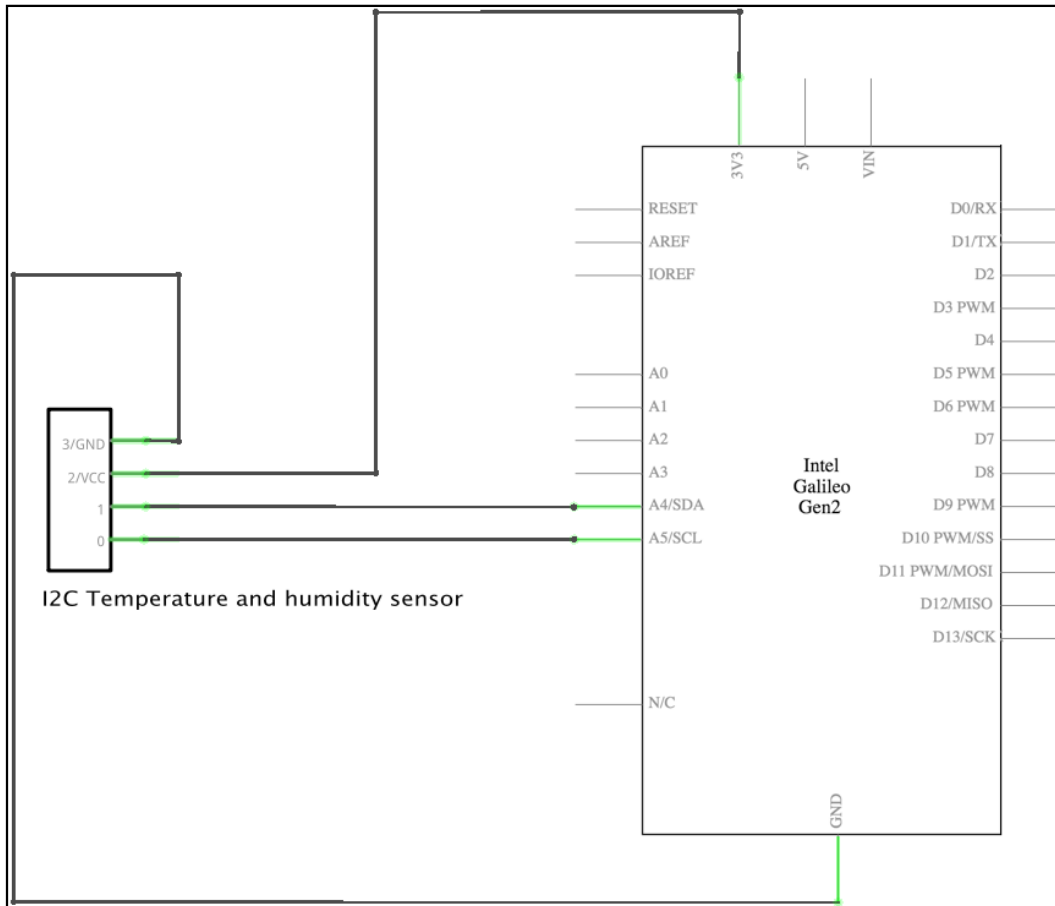 3V3
5V
VIN
RESET
D0/RX
AREF
D1/TX
IOREF
D2
D3 PWM
D4
A0
D5 PWM
A1
D6 PWM
3/GND
A2
D7
2/VCC
A3
D8
Intel
Galileo
Gen2
1
A4/SDA
D9 PWM
0
A5/SCL
D10 PWM/SS
D11 PWM/MOSI
I2C Temperature and humidity sensor
D12/MISO
D13/SCK
N/C
GND